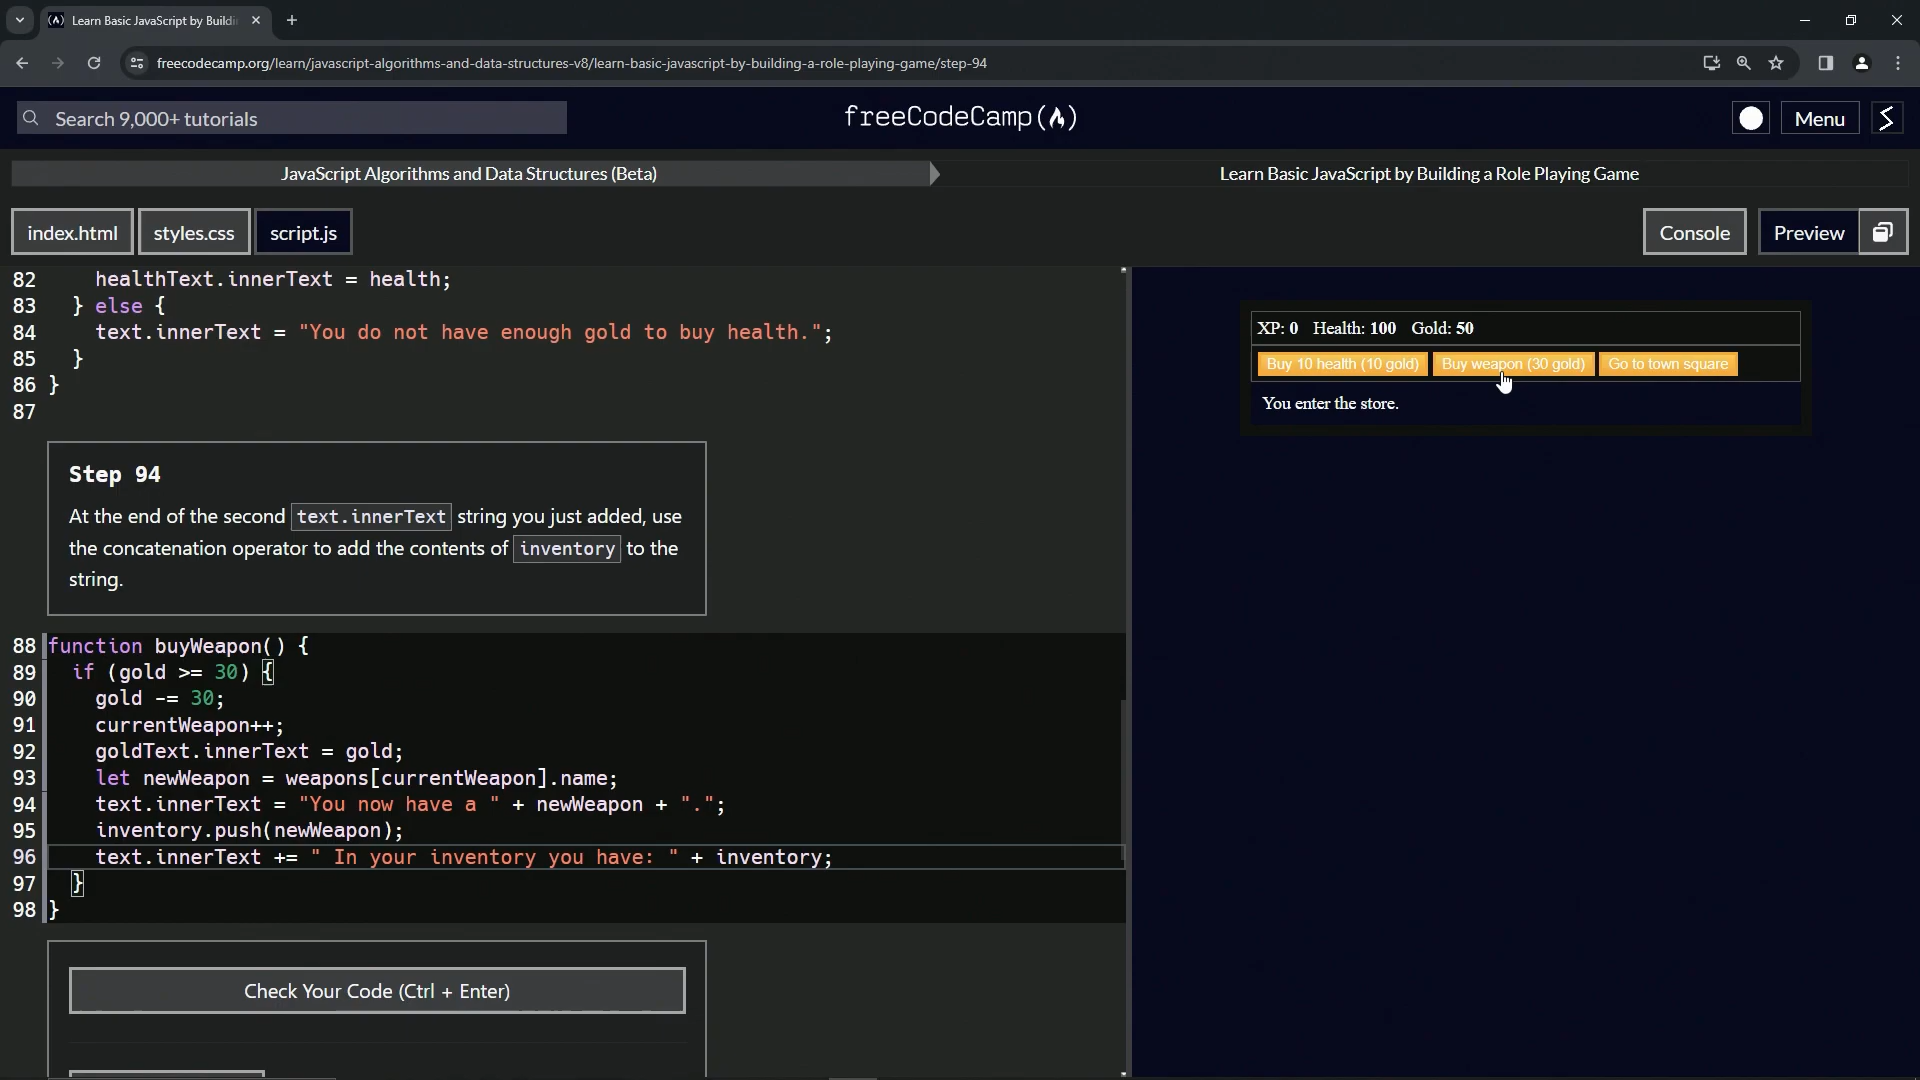 Learn Basic JavaScript by Buildi
freecodecamp.org/learn/javascript-algorithms-and-data-structures-v8/learn-basic-javascript-by-building-a-role-playing-game/step-94
Search 9,000+ tutorials
freeCodeCamp
Menu
JavaScript Algorithms and Data Structures (Beta)
Learn Basic JavaScript by Building a Role Playing Game
index.html
styles.css
script.js
Console
Preview
82     healthText.innerText = health;
83   } else {
84     text.innerText = "You do not have enough gold to buy health.";
85   }
86 }
87
Step 94
At the end of the second text.innerText string you just added, use
the concatenation operator to add the contents of inventory to the
string.
88 function buyWeapon() {
89   if (gold >= 30) {
90     gold -= 30;
91     currentWeapon++;
92     goldText.innerText = gold;
93     let newWeapon = weapons[currentWeapon].name;
94     text.innerText = "You now have a " + newWeapon + ".";
95     inventory.push(newWeapon);
96     text.innerText += " In your inventory you have: " + inventory;
97   }
98 }
Check Your Code (Ctrl + Enter)
XP: 0 Health: 100 Gold: 50
Buy 10 health (10 gold) Buy weapon (30 gold) Go to town square
You enter the store.